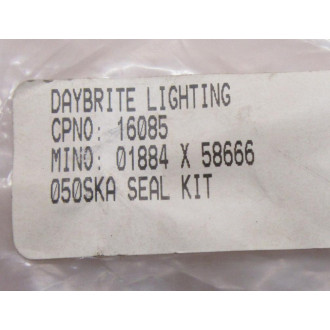 DAYBRITE LIGHTING
CPNO: 16085
MINO: 01884 X 58666
050SKA SEAL KIT